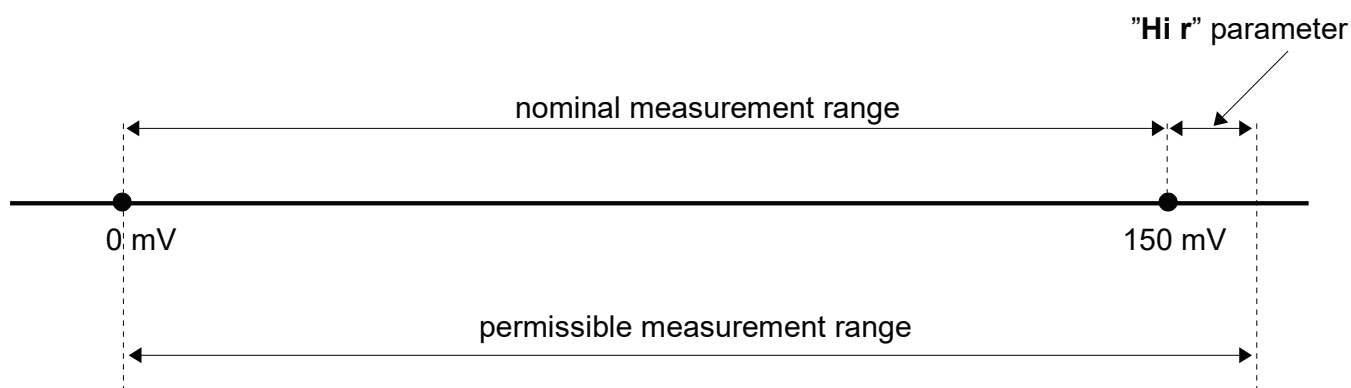 ”Hi r” parameter
nominal measurement range
0 mV
150 mV
permissible measurement range